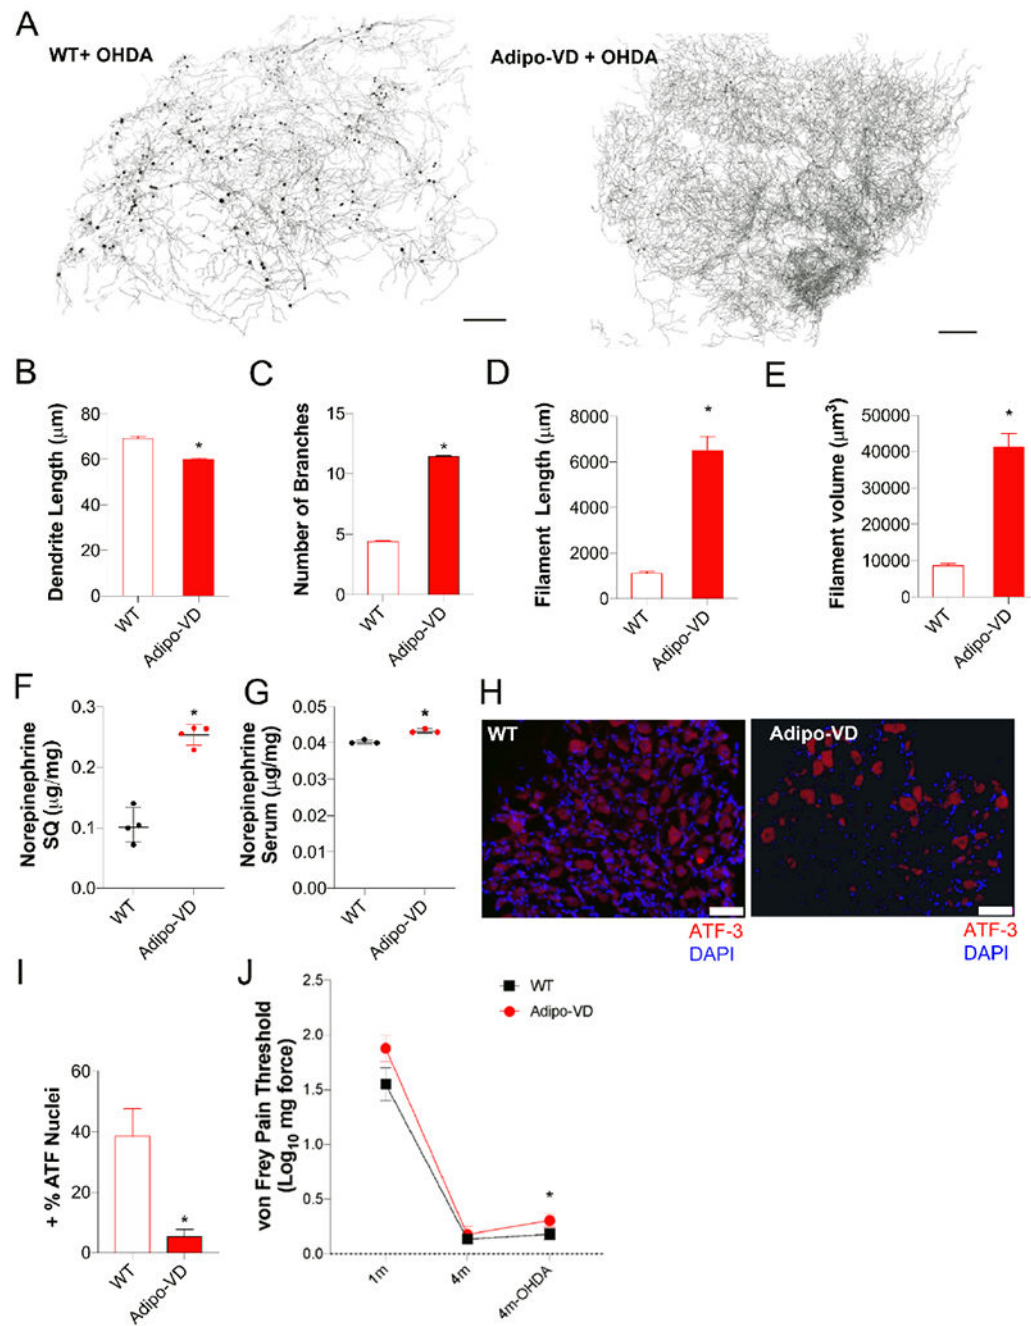 A
WT+ OHDA
Adipo-VD + OHDA
B
Dendrite Length (μm)
80
60
40
20
0
*
WT
Adipo-VD
C
Number of Branches
15
10
5
0
*
WT
Adipo-VD
D
Filament Length (μm)
8000
6000
4000
2000
0
*
WT
Adipo-VD
E
Filament volume (μm³)
50000
40000
30000
20000
10000
0
*
WT
Adipo-VD
F
Norepinephrine
SQ (μg/mg)
0.3
0.2
0.1
0.0
*
WT
Adipo-VD
G
Norepinephrine
Serum (μg/mg)
0.05
0.04
0.03
0.02
0.01
0.00
*
WT
Adipo-VD
H
WT
ATF-3
DAPI
Adipo-VD
ATF-3
DAPI
I
+ % ATF Nuclei
60
40
20
0
*
WT
Adipo-VD
J
von Frey Pain Threshold
(Log₁₀ mg force)
2.5
2.0
1.5
1.0
0.5
0.0
WT
Adipo-VD
*
1m
4m
4m-OHDA